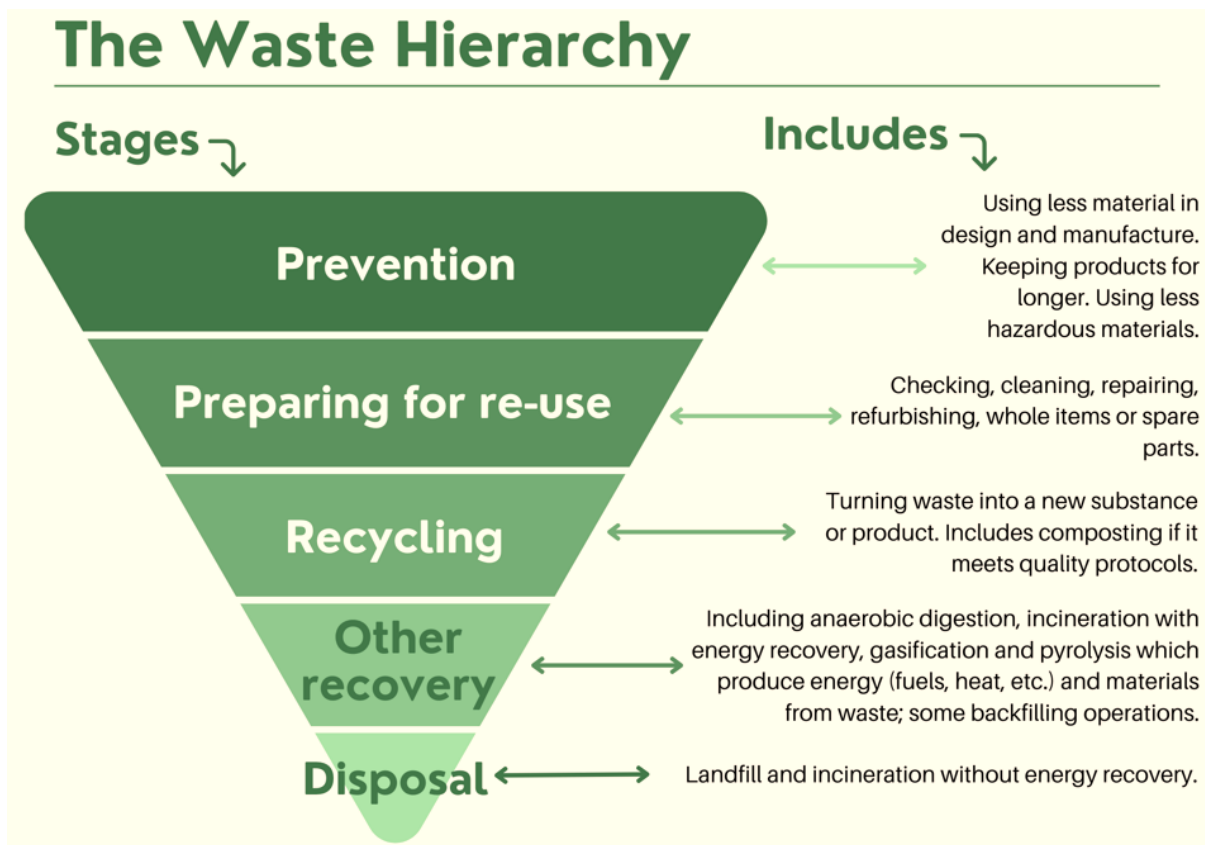 The Waste Hierarchy
Stages
Includes
Prevention
Using less material in
design and manufacture.
Keeping products for
longer. Using less
hazardous materials.
Preparing for re-use
Checking, cleaning, repairing,
refurbishing, whole items or spare
parts.
Recycling
Turning waste into a new substance
or product. Includes composting if it
meets quality protocols.
Other
recovery
Including anaerobic digestion, incineration with
energy recovery, gasification and pyrolysis which
produce energy (fuels, heat, etc.) and materials
from waste; some backfilling operations.
Disposal
Landfill and incineration without energy recovery.